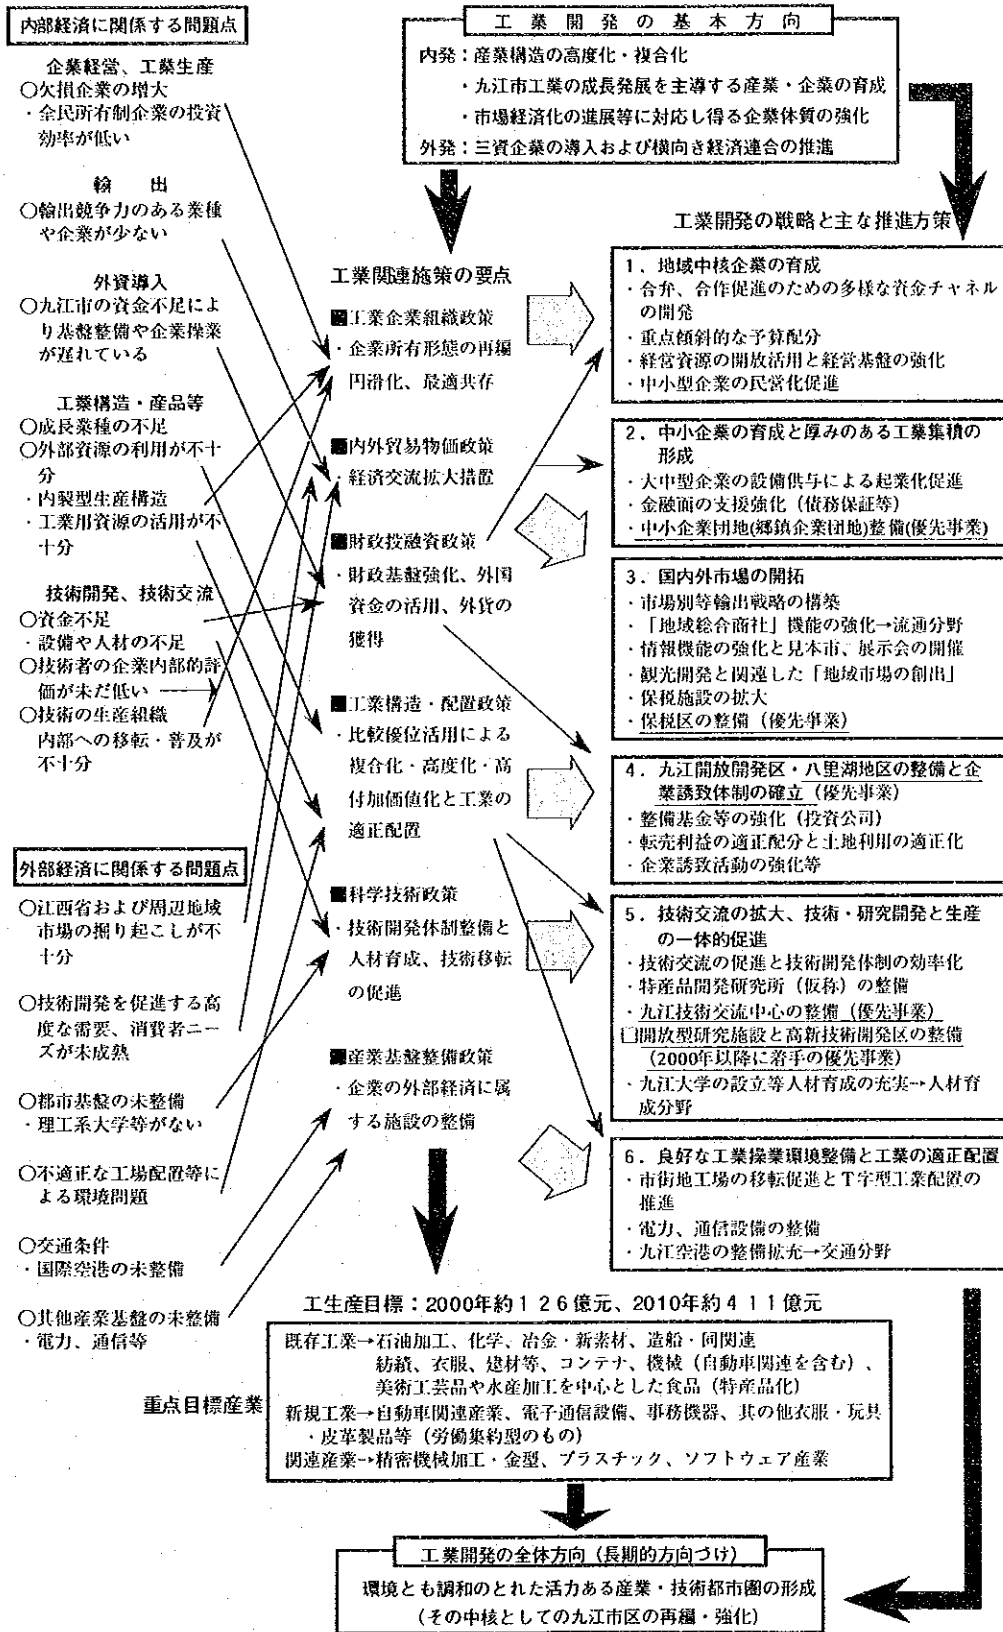 内部経済に関係する問題点
企業経営、工業生産
○欠損企業の増大
・全民所有制企業の投資
効率が低い
輸　出
○輸出競争力のある業種
や企業が少ない
外資導入
○九江市の資金不足によ
り基盤整備や企業操業
が遅れている
工業構造・産品等
○成長業種の不足
○外部資源の利用が不十
分
・内製型生産構造
・工業用資源の活用が不
十分
技術開発、技術交流
○資金不足
・設備や人材の不足
○技術者の企業内部的評
価が未だ低い
○技術の生産組織
内部への移転・普及が
不十分
外部経済に関係する問題点
○江西省および周辺地域
市場の掘り起こしが不
十分
○技術開発を促進する高
度な需要、消費者ニー
ズが未成熟
○都市基盤の未整備
・理工系大学等がない
○不適正な工場配置等
による環境問題
○交通条件
・国際空港の未整備
○其他産業基盤の未整備
・電力、通信等
工業開発の基本方向
内発：産業構造の高度化・複合化
・九江市工業の成長発展を主導する産業・企業の育成
・市場経済化の進展等に対応し得る企業体質の強化
外発：三資企業の導入および横向き経済連合の推進
工業関連施策の要点
■工業企業組織政策
・企業所有形態の再編
円滑化、最適共存
■内外貿易物価政策
・経済交流拡大措置
■財政投融資政策
・財政基盤強化、外国
資金の活用、外貨の
獲得
■工業構造・配置政策
・比較優位活用による
複合化・高度化・高
付加価値化と工業の
適正配置
■科学技術政策
・技術開発体制整備と
人材育成、技術移転
の促進
■産業基盤整備政策
・企業の外部経済に属
する施設の整備
工業開発の戦略と主な推進方策
1．地域中核企業の育成
・合弁、合作促進のための多様な資金チャネル
の開発
・重点傾斜的な予算配分
・経営資源の開放活用と経営基盤の強化
・中小型企業の民営化促進
2．中小企業の育成と厚みのある工業集積の
形成
・大中型企業の設備供与による起業化促進
・金融面の支援強化（債務保証等）
・中小企業団地(郷鎮企業団地)整備(優先事業)
3．国内外市場の開拓
・市場別等輸出戦略の構築
・「地域総合商社」機能の強化→流通分野
・情報機能の強化と見本市、展示会の開催
・観光開発と関連した「地域市場の創出」
・保税施設の拡大
・保税区の整備（優先事業）
4．九江開放開発区・八里湖地区の整備と企
業誘致体制の確立（優先事業）
・整備基金等の強化（投資公司）
・転売利益の適正配分と土地利用の適正化
・企業誘致活動の強化等
5．技術交流の拡大、技術・研究開発と生産
の一体的促進
・技術交流の促進と技術開発体制の効率化
・特産品開発研究所（仮称）の整備
・九江技術交流中心の整備（優先事業）
□開放型研究施設と高新技術開発区の整備
（2000年以降に着手の優先事業）
・九江大学の設立等人材育成の充実→人材育
成分野
6．良好な工業操業環境整備と工業の適正配置
・市街地工場の移転促進とT字型工業配置の
推進
・電力、通信設備の整備
・九江空港の整備拡充→交通分野
工生産目標：2000年約126億元、2010年約411億元
重点目標産業
既存工業→石油加工、化学、冶金・新素材、造船・同関連
紡績、衣服、建材等、コンテナ、機械（自動車関連を含む）、
美術工芸品や水産加工を中心とした食品（特産品化）
新規工業→自動車関連産業、電子通信設備、事務機器、其の他衣服・玩具
・皮革製品等（労働集約型のもの）
関連産業→精密機械加工・金型、プラスチック、ソフトウェア産業
工業開発の全体方向（長期的方向づけ）
環境とも調和のとれた活力ある産業・技術都市圏の形成
（その中核としての九江市区の再編・強化）